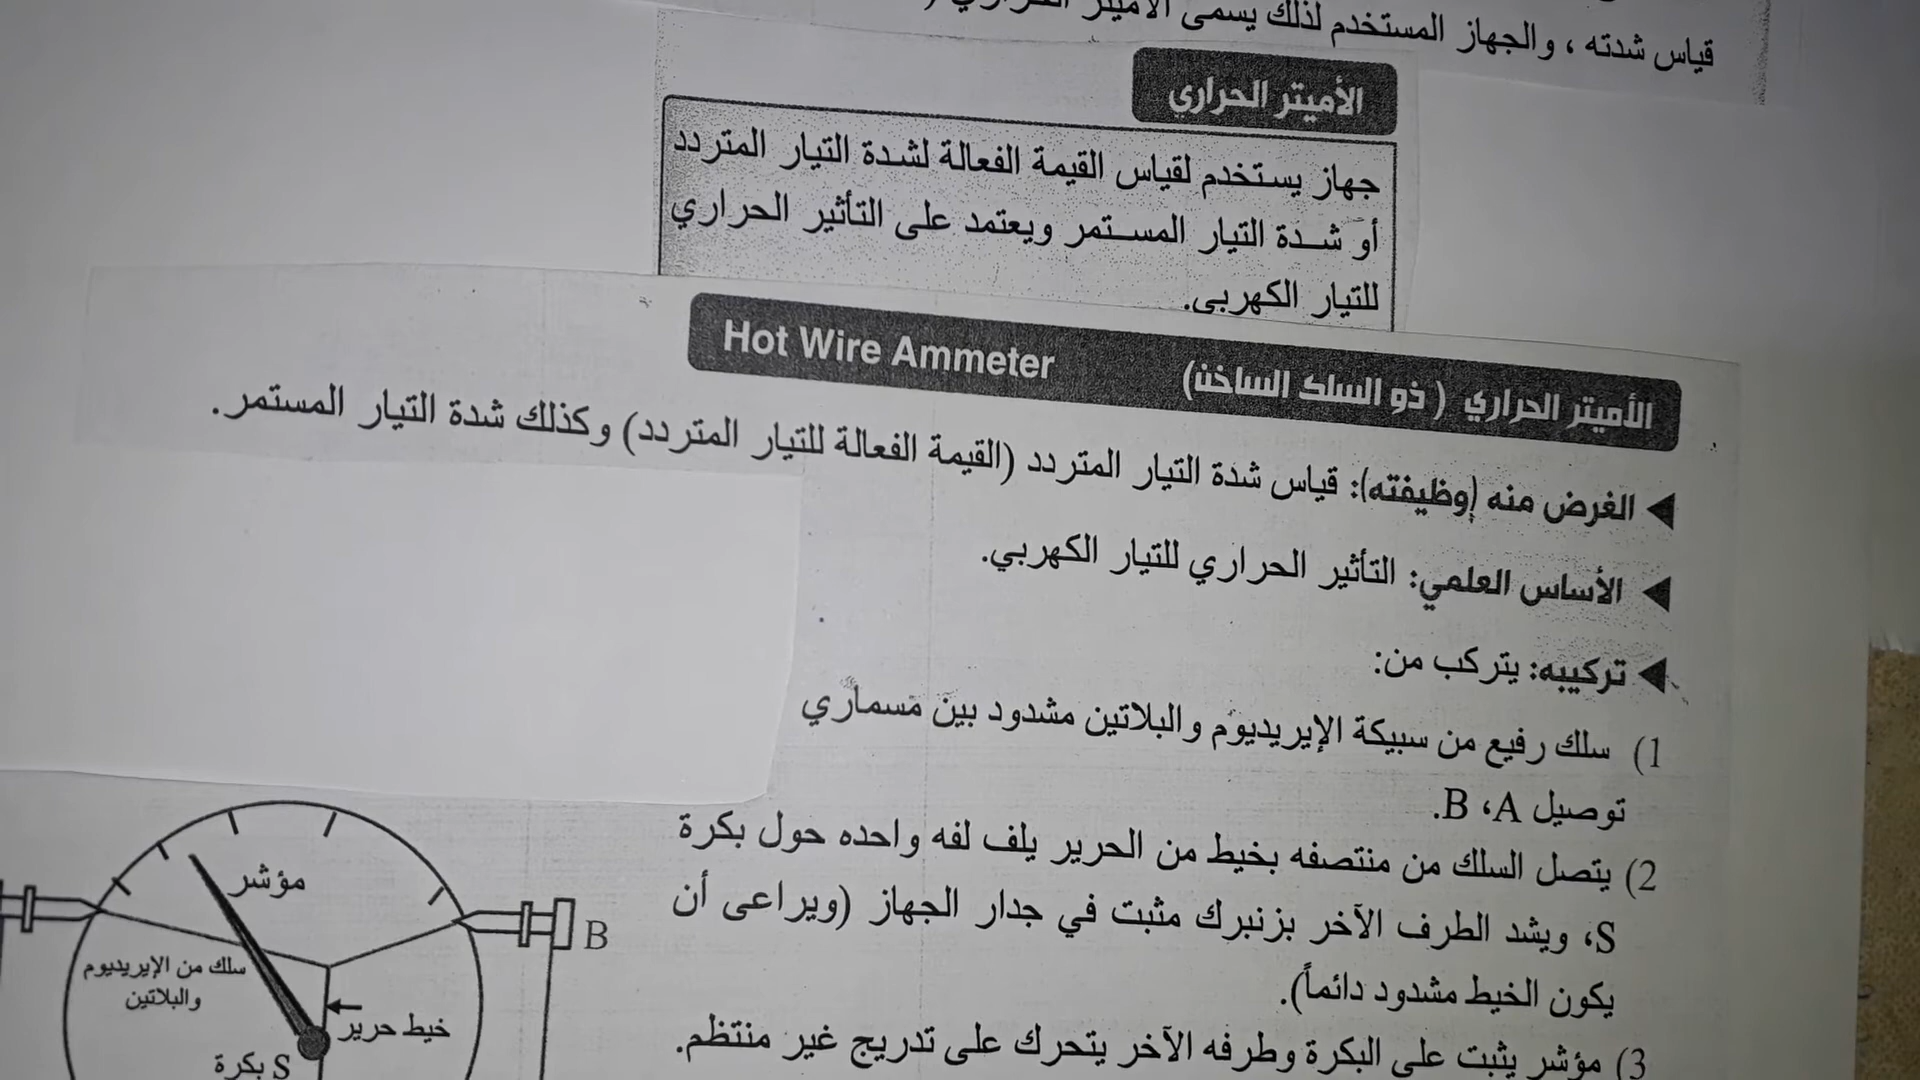 قياس شدته ، والجهاز المستخدم لذلك يسمى الأميتر
الأميتر الحراري
جهاز يستخدم لقياس القيمة الفعالة لشدة التيار المتردد
أو شدة التيار المستمر ويعتمد على التأثير الحراري
للتيار الكهربى.
الأميتر الحراري (ذو السلك الساخن) Hot Wire Ammeter
◀ الغرض منه (وظيفته): قياس شدة التيار المتردد (القيمة الفعالة للتيار المتردد) وكذلك شدة التيار المستمر.
◀ الأساس العلمي: التأثير الحراري للتيار الكهربي.
◀ تركيبه: يتركب من:
1) سلك رفيع من سبيكة الإيريديوم والبلاتين مشدود بين مسماري
توصيل A، B.
2) يتصل السلك من منتصفه بخيط من الحرير يلف لفه واحده حول بكرة
S، ويشد الطرف الآخر بزنبرك مثبت في جدار الجهاز (ويراعى أن
يكون الخيط مشدود دائماً).
3) مؤشر يثبت على البكرة وطرفه الآخر يتحرك على تدريج غير منتظم.
مؤشر
B
سلك من الإيريديوم
والبلاتين
خيط حرير
بكرة S